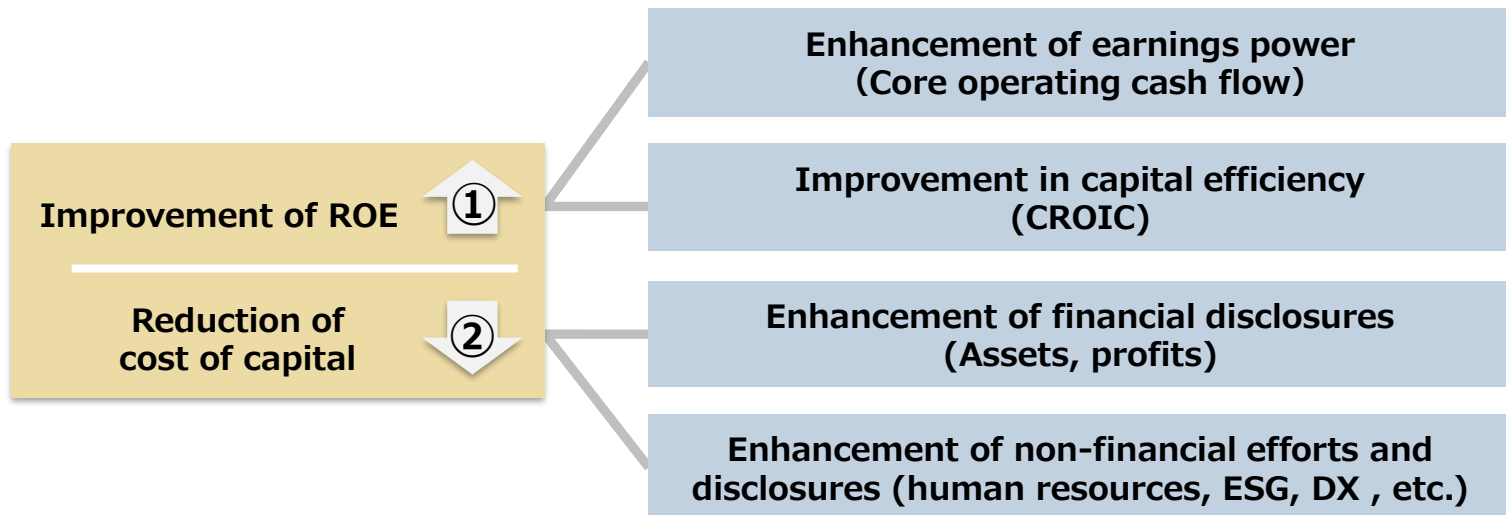 Improvement of ROE
①
Reduction of
cost of capital
②
Enhancement of earnings power
（Core operating cash flow）
Improvement in capital efficiency
(CROIC)
Enhancement of financial disclosures
(Assets, profits)
Enhancement of non-financial efforts and
disclosures (human resources, ESG, DX , etc.)